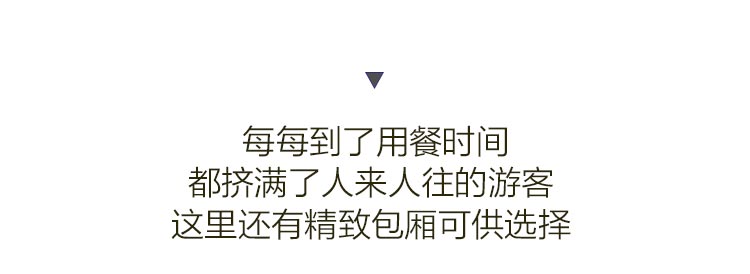 每每到了用餐时间
都挤满了人来人往的游客
这里还有精致包厢可供选择